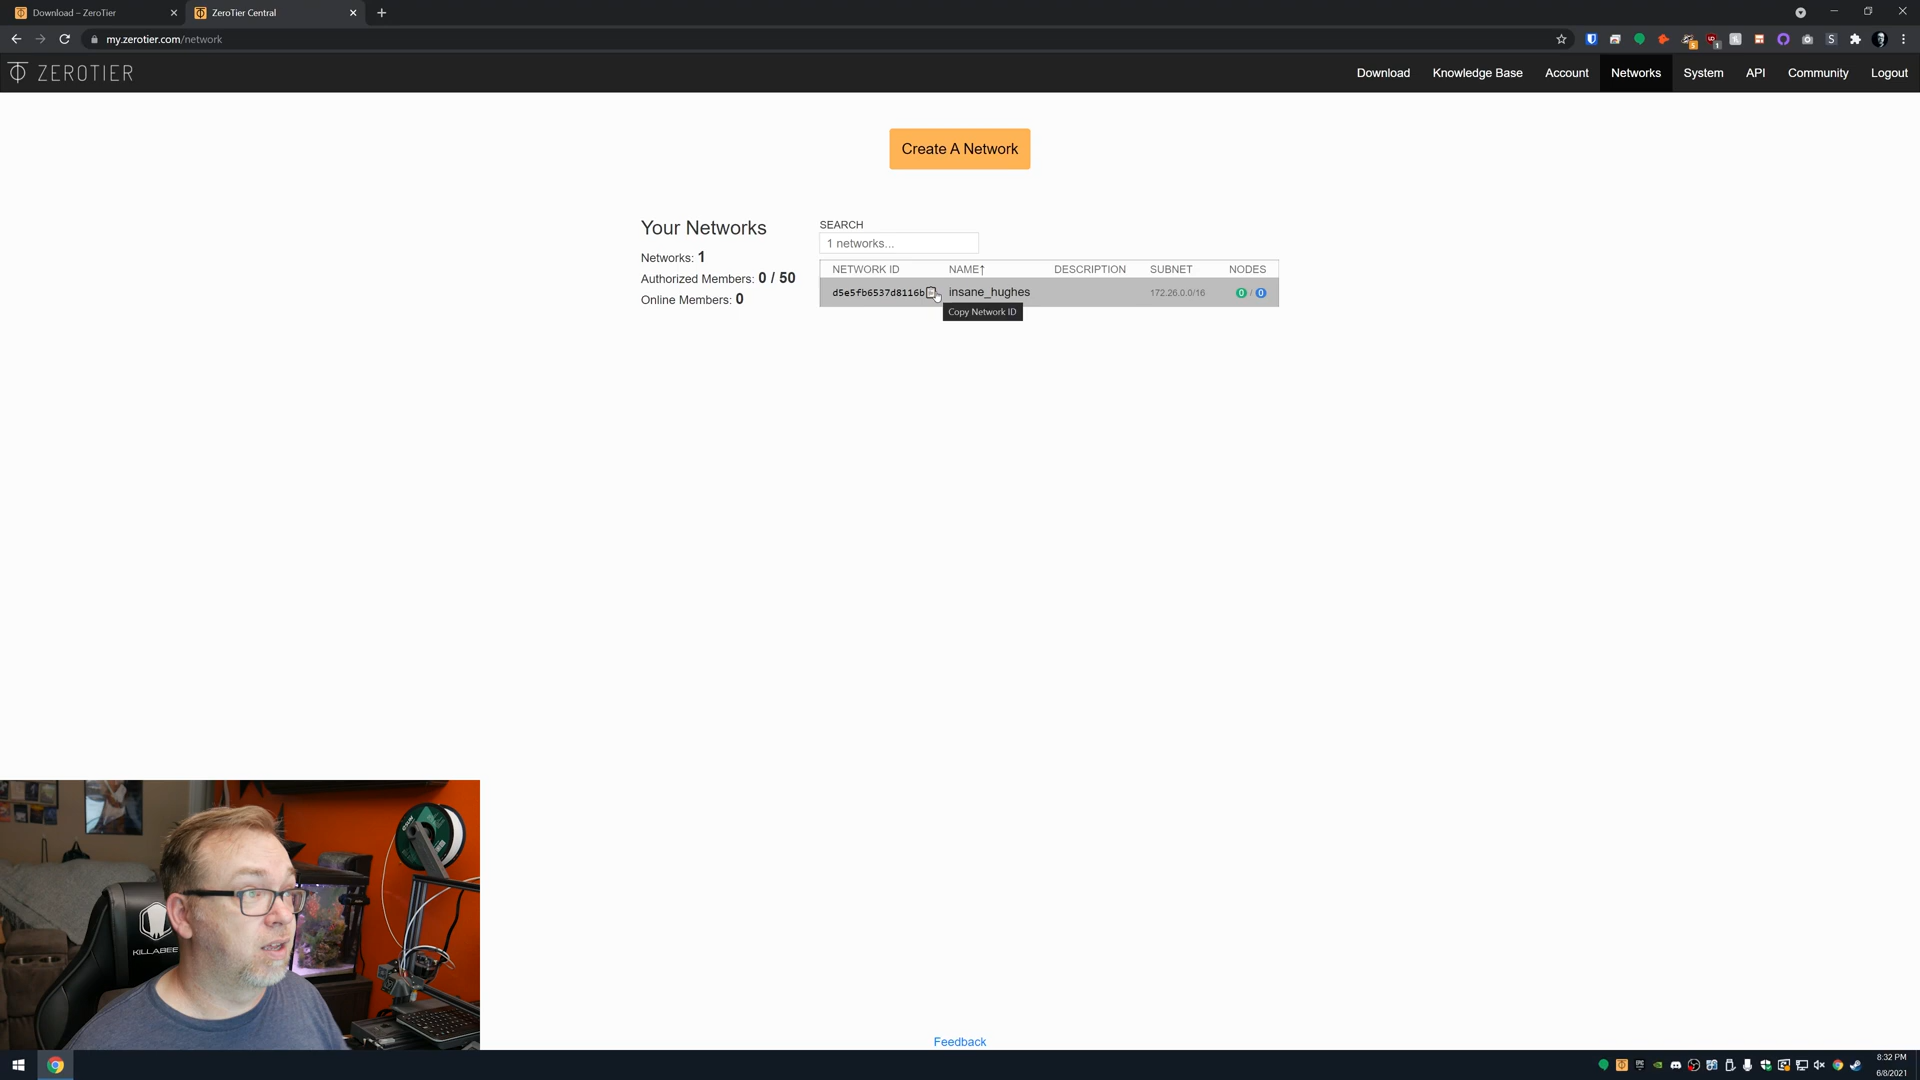 Download – ZeroTier
ZeroTier Central
my.zerotier.com/network
ZEROTIER
Download
Knowledge Base
Account
Networks
System
API
Community
Logout
Create A Network
Your Networks
Networks: 1
Authorized Members: 0 / 50
Online Members: 0
SEARCH
1 networks...
NETWORK ID NAME↑ DESCRIPTION SUBNET NODES
d5e5fb6537d8116b insane_hughes 172.26.0.0/16 0 / 0
Copy Network ID
KILLABEE
Feedback
8:32 PM
6/8/2021